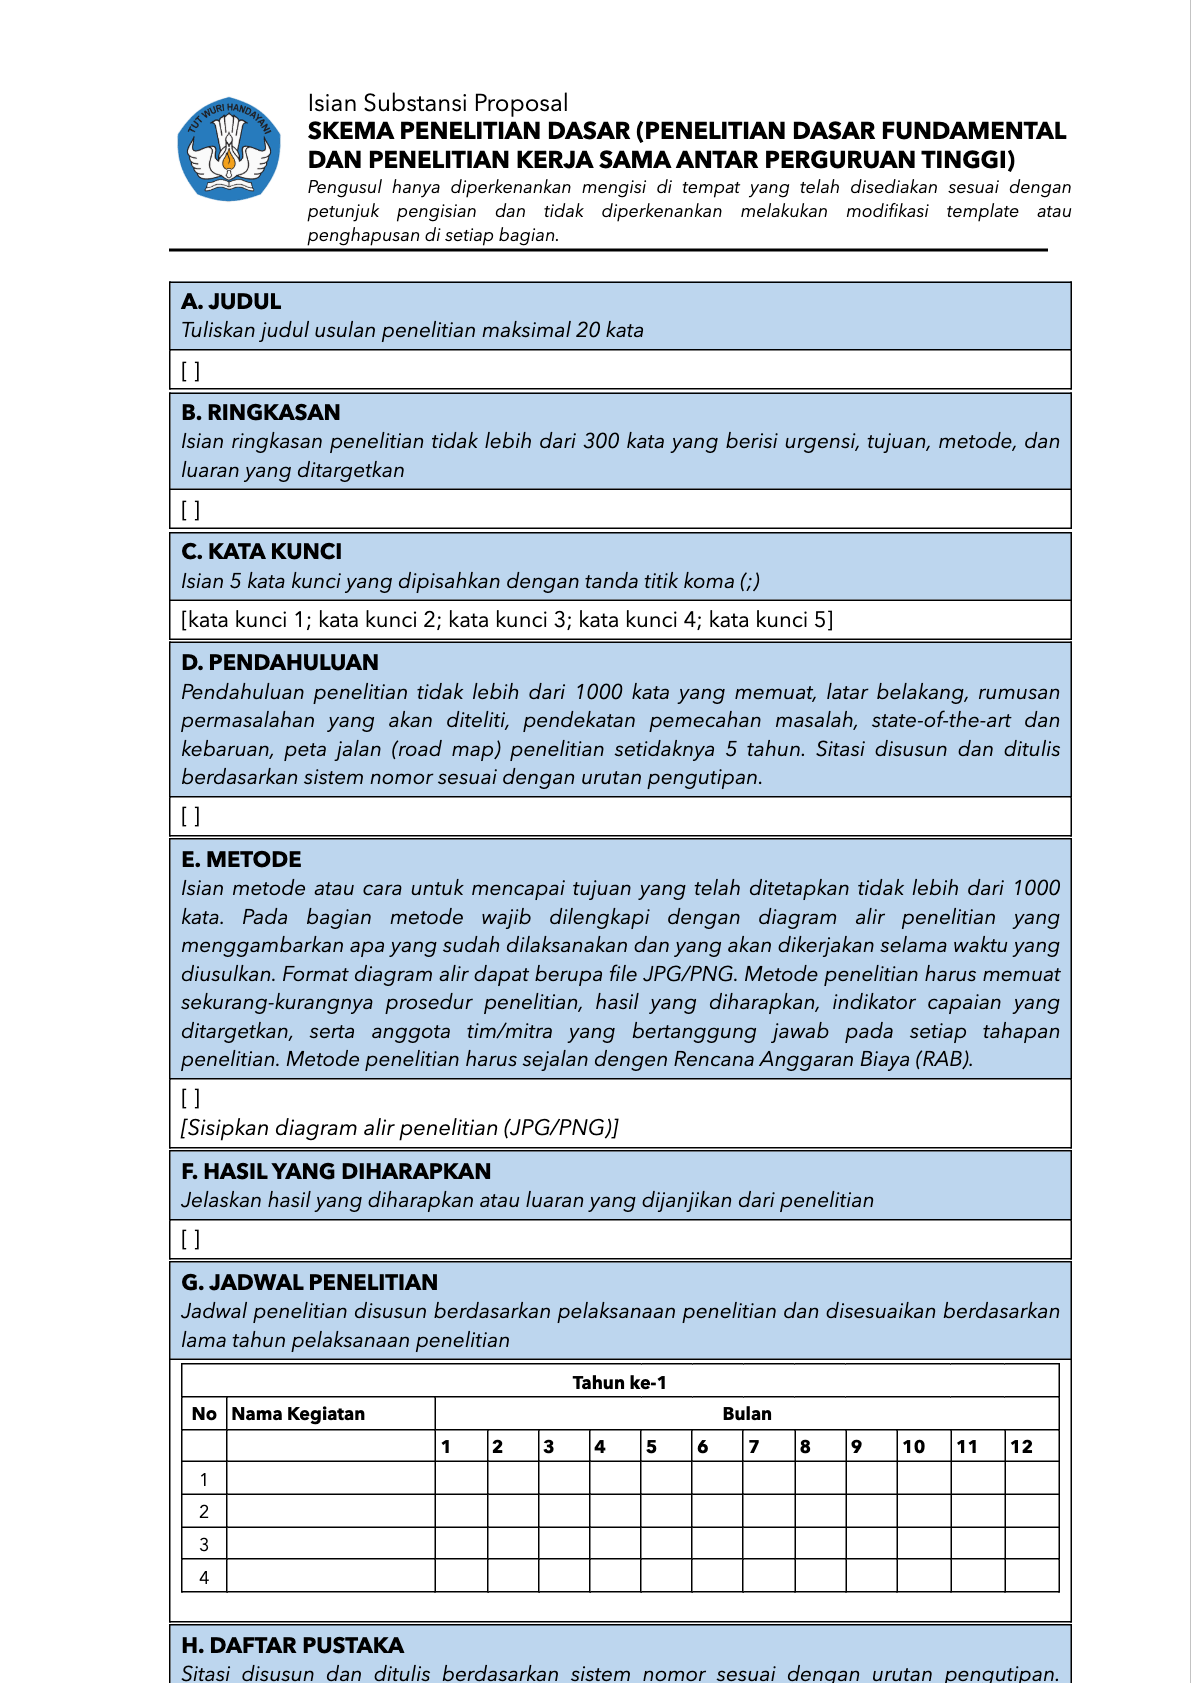 TUT WURI HANDAYANI
Isian Substansi Proposal
SKEMA PENELITIAN DASAR (PENELITIAN DASAR FUNDAMENTAL
DAN PENELITIAN KERJA SAMA ANTAR PERGURUAN TINGGI)
Pengusul hanya diperkenankan mengisi di tempat yang telah disediakan sesuai dengan
petunjuk pengisian dan tidak diperkenankan melakukan modifikasi template atau
penghapusan di setiap bagian.
A. JUDUL
Tuliskan judul usulan penelitian maksimal 20 kata
[ ]
B. RINGKASAN
Isian ringkasan penelitian tidak lebih dari 300 kata yang berisi urgensi, tujuan, metode, dan
luaran yang ditargetkan
[ ]
C. KATA KUNCI
Isian 5 kata kunci yang dipisahkan dengan tanda titik koma (;)
[kata kunci 1; kata kunci 2; kata kunci 3; kata kunci 4; kata kunci 5]
D. PENDAHULUAN
Pendahuluan penelitian tidak lebih dari 1000 kata yang memuat, latar belakang, rumusan
permasalahan yang akan diteliti, pendekatan pemecahan masalah, state-of-the-art dan
kebaruan, peta jalan (road map) penelitian setidaknya 5 tahun. Sitasi disusun dan ditulis
berdasarkan sistem nomor sesuai dengan urutan pengutipan.
[ ]
E. METODE
Isian metode atau cara untuk mencapai tujuan yang telah ditetapkan tidak lebih dari 1000
kata. Pada bagian metode wajib dilengkapi dengan diagram alir penelitian yang
menggambarkan apa yang sudah dilaksanakan dan yang akan dikerjakan selama waktu yang
diusulkan. Format diagram alir dapat berupa file JPG/PNG. Metode penelitian harus memuat
sekurang-kurangnya prosedur penelitian, hasil yang diharapkan, indikator capaian yang
ditargetkan, serta anggota tim/mitra yang bertanggung jawab pada setiap tahapan
penelitian. Metode penelitian harus sejalan dengen Rencana Anggaran Biaya (RAB).
[ ]
[Sisipkan diagram alir penelitian (JPG/PNG)]
F. HASIL YANG DIHARAPKAN
Jelaskan hasil yang diharapkan atau luaran yang dijanjikan dari penelitian
[ ]
G. JADWAL PENELITIAN
Jadwal penelitian disusun berdasarkan pelaksanaan penelitian dan disesuaikan berdasarkan
lama tahun pelaksanaan penelitian
Tahun ke-1
No Nama Kegiatan Bulan
1 2 3 4 5 6 7 8 9 10 11 12
1
2
3
4
H. DAFTAR PUSTAKA
Sitasi disusun dan ditulis berdasarkan sistem nomor sesuai dengan urutan pengutipan.